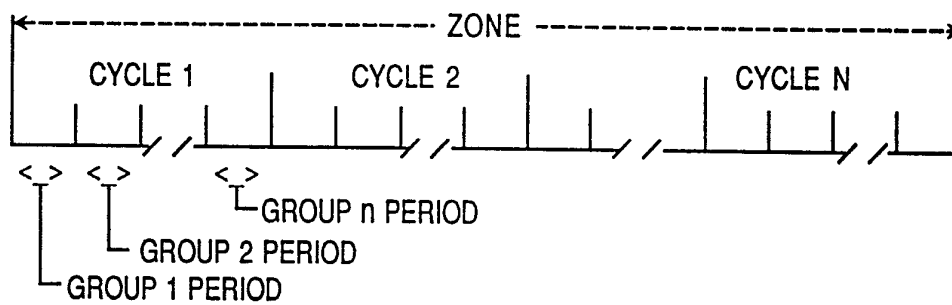 ZONE
CYCLE 1
CYCLE 2
CYCLE N
< >
< >
< >
GROUP n PERIOD
GROUP 2 PERIOD
GROUP 1 PERIOD